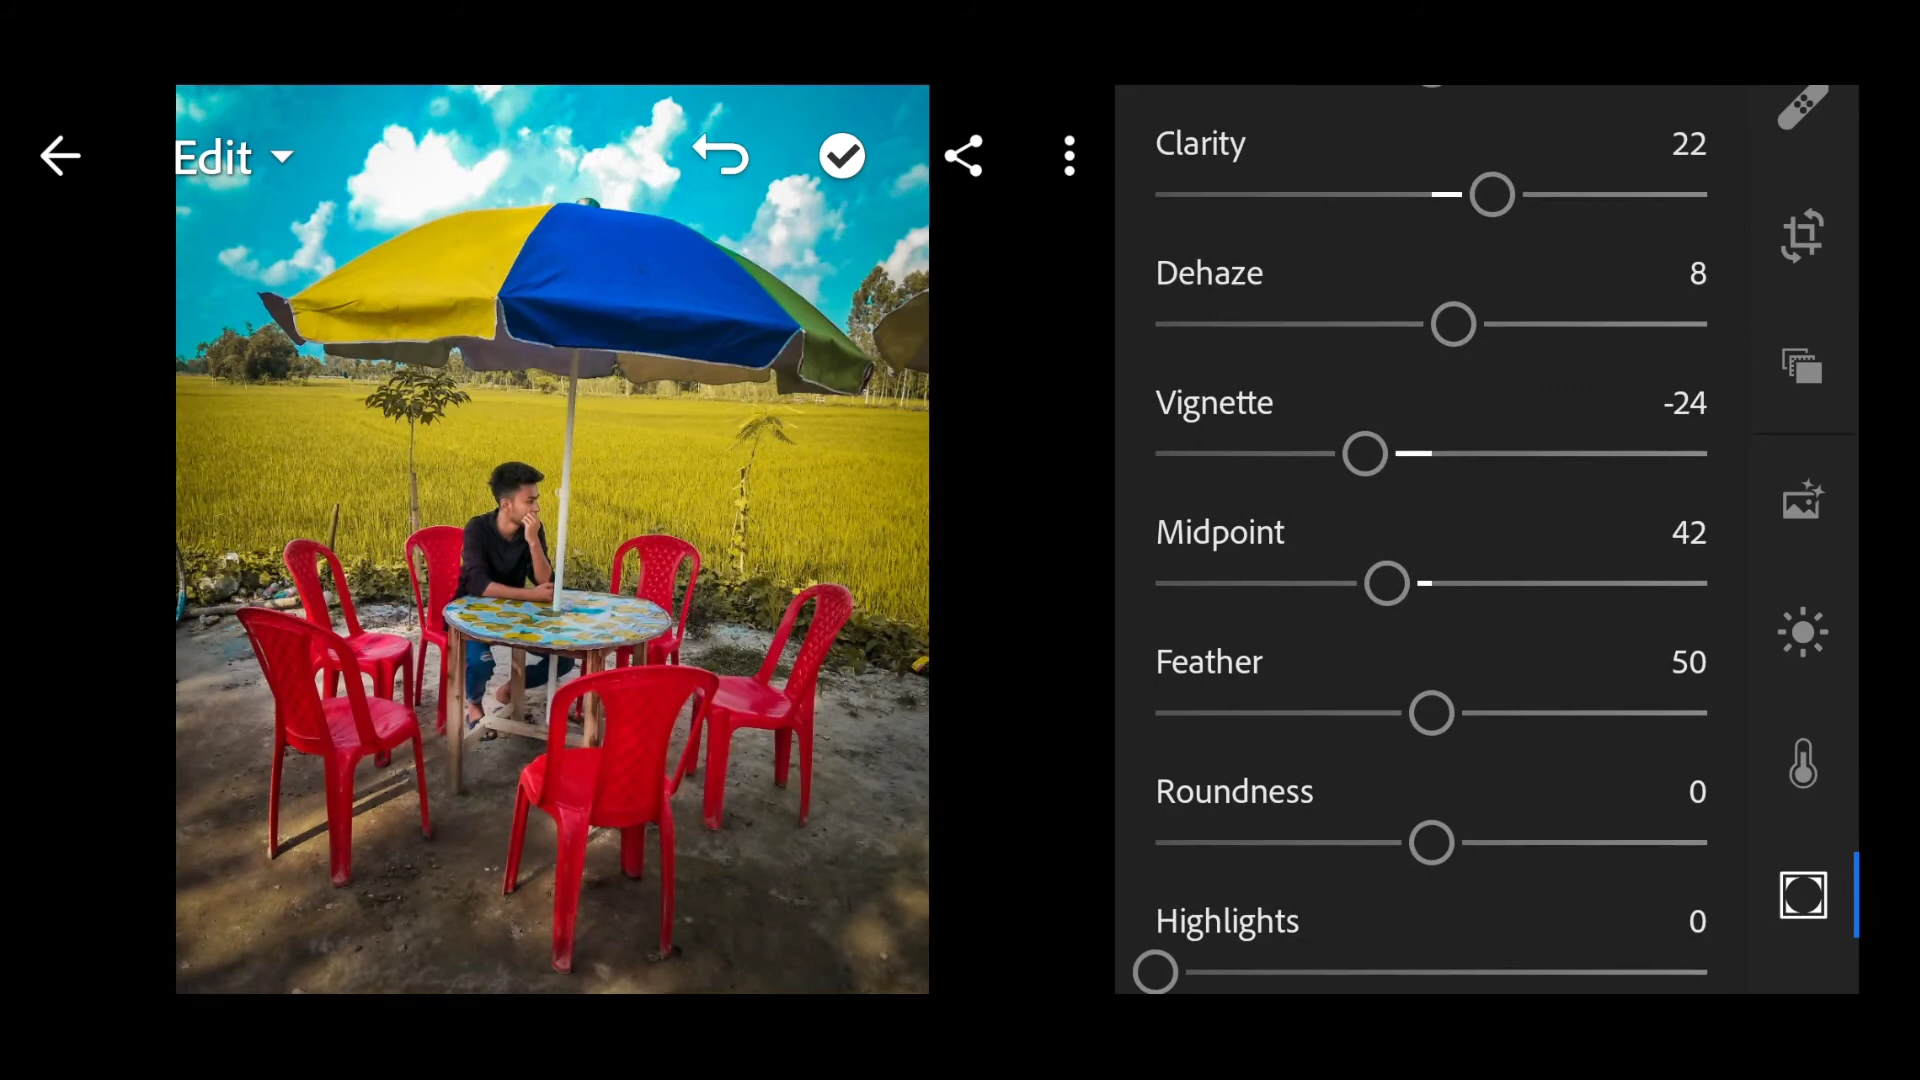 Edit
Clarity 22
Dehaze 8
Vignette -24
Midpoint 42
Feather 50
Roundness 0
Highlights 0